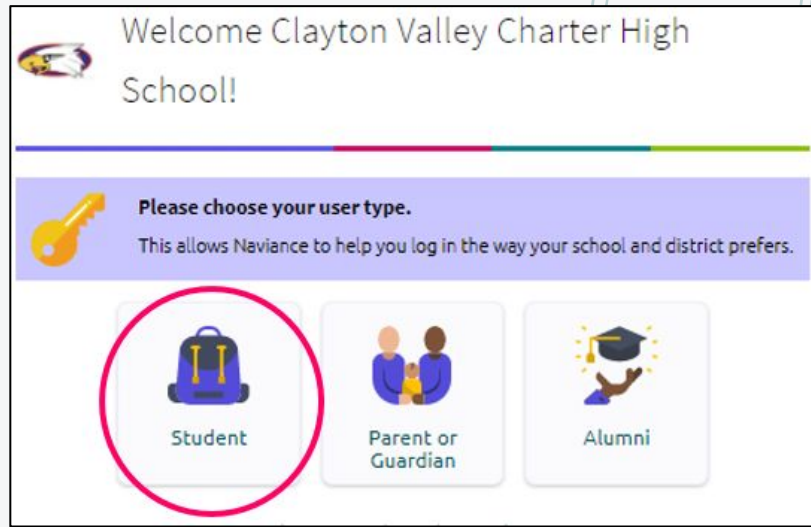 Welcome Clayton Valley Charter High
School!
Please choose your user type.
This allows Naviance to help you log in the way your school and district prefers.
Student
Parent or
Guardian
Alumni